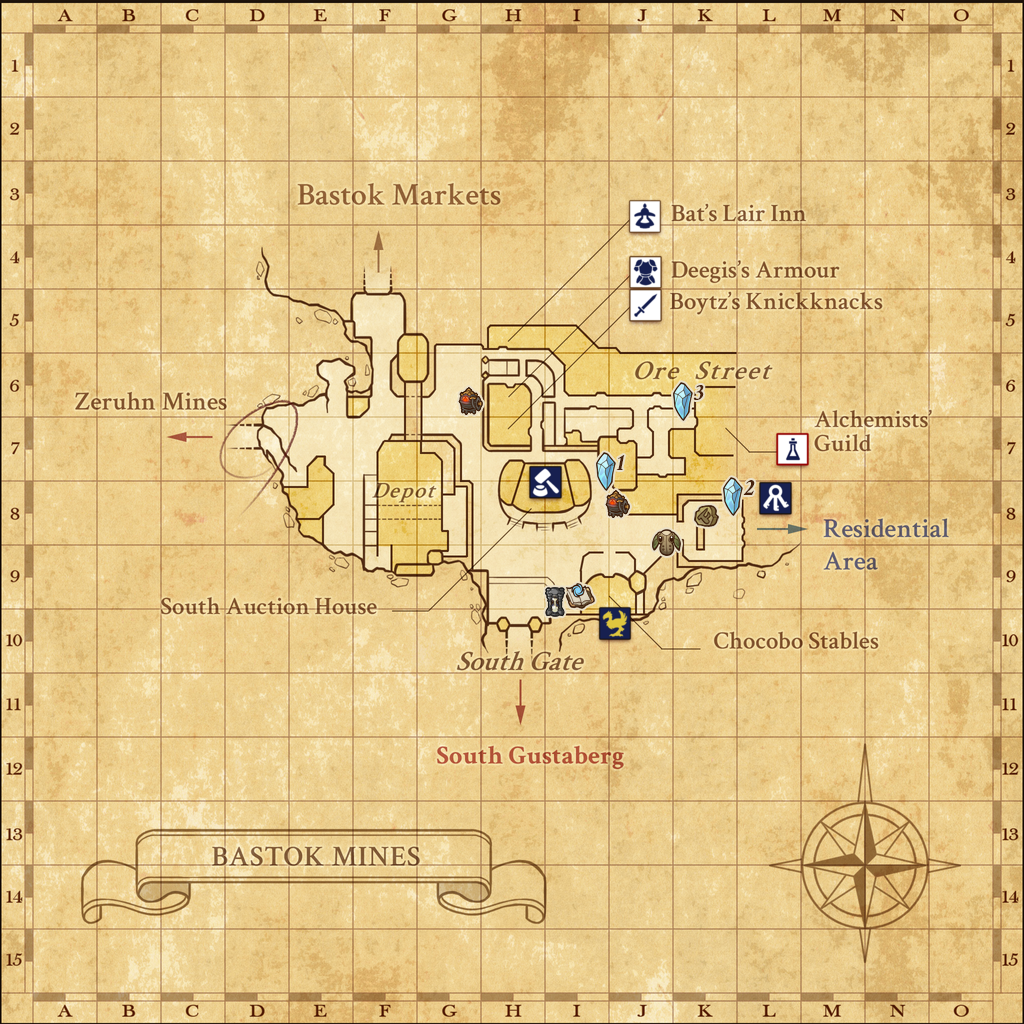 A B C D E F G H I J K L M N O
1 1
2 2
3 3
Bastok Markets
Bat's Lair Inn
4 4
Deegis's Armour
Boytz's Knickknacks
5 5
Ore Street
6 6
3
Zeruhn Mines
Alchemists'
Guild
7 7
1
Depot
2
8 8
Residential
Area
9 9
South Auction House
10 10
Chocobo Stables
South Gate
11 11
South Gustaberg
12 12
13 13
BASTOK MINES
14 14
15 15
A B C D E F G H I J K L M N O